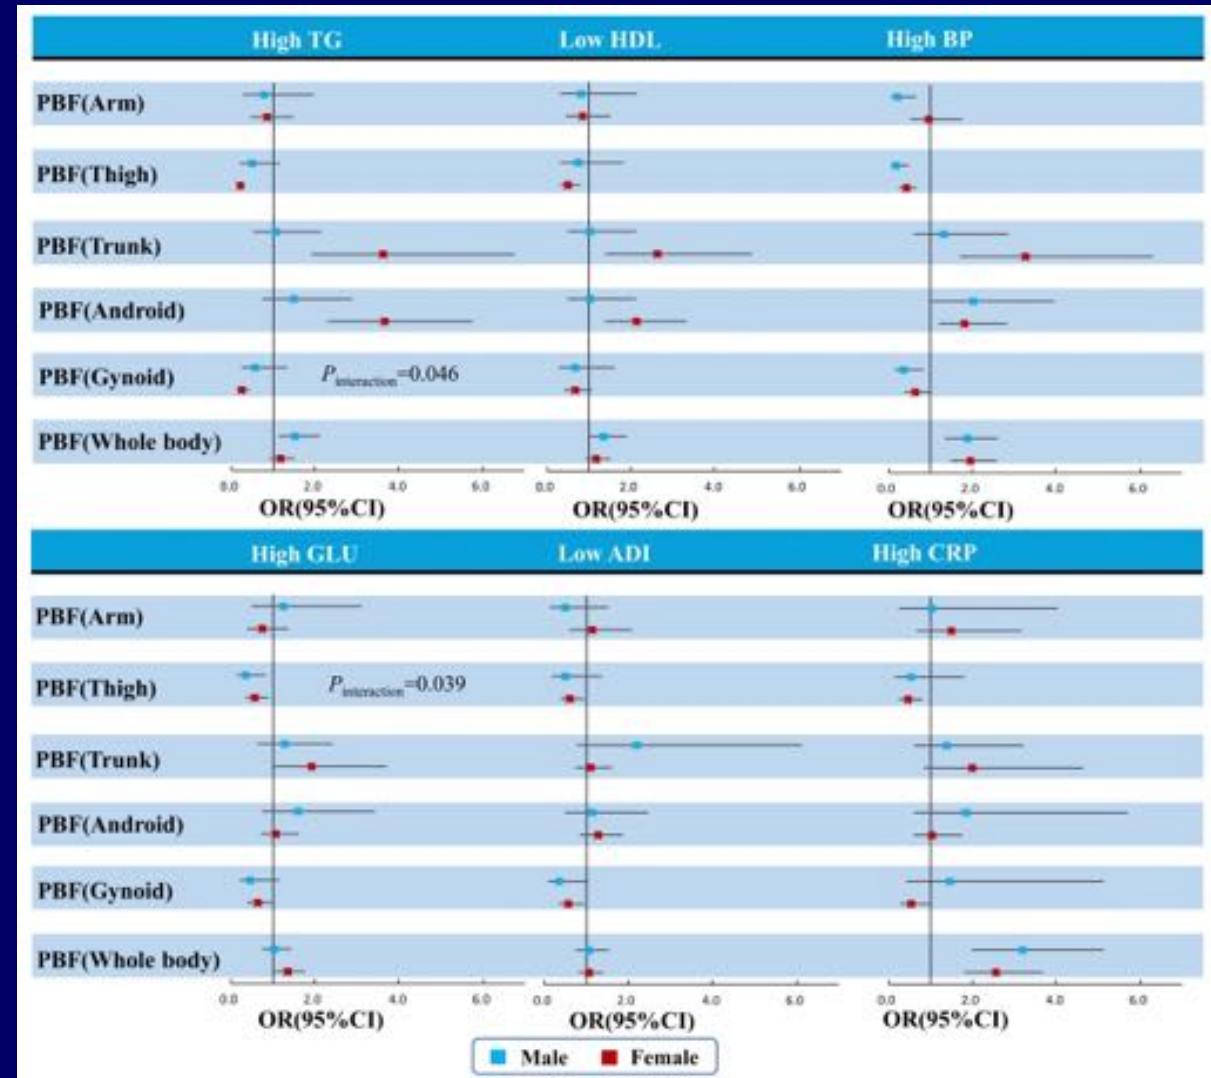 High TG Low HDL High BP
PBF(Arm)
PBF(Thigh)
PBF(Trunk)
PBF(Android)
PBF(Gynoid) Pinteraction=0.046
PBF(Whole body)
0.0 2.0 4.0 6.0 0.0 2.0 4.0 6.0 0.0 2.0 4.0 6.0
OR(95%CI) OR(95%CI) OR(95%CI)
High GLU Low ADI High CRP
PBF(Arm)
PBF(Thigh) Pinteraction=0.039
PBF(Trunk)
PBF(Android)
PBF(Gynoid)
PBF(Whole body)
0.0 2.0 4.0 6.0 0.0 2.0 4.0 6.0 0.0 2.0 4.0 6.0
OR(95%CI) OR(95%CI) OR(95%CI)
Male Female